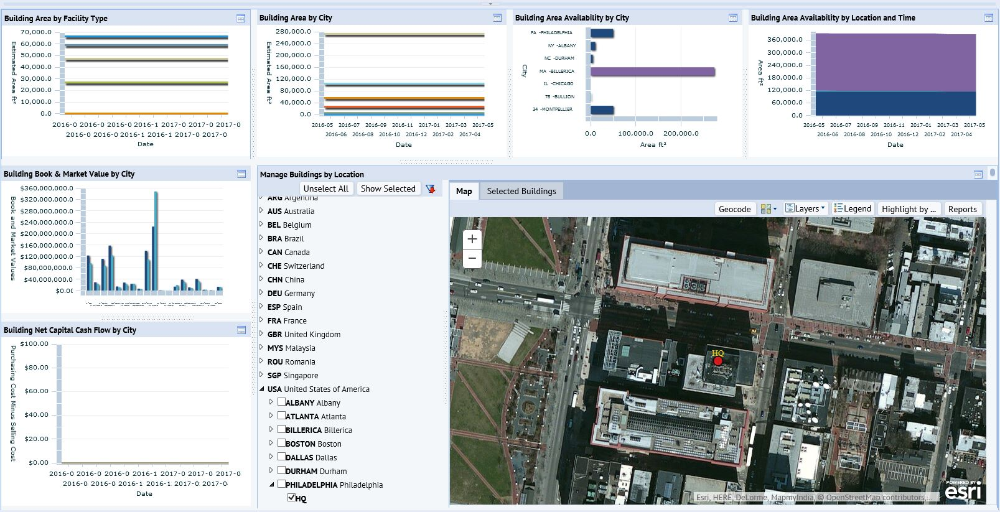 Building Area by Facility Type
Estimated Area ft²
70,000.0
60,000.0
50,000.0
40,000.0
30,000.0
20,000.0
10,000.0
0.0
2016-0 2016-0 2016-1 2017-0 2017-0 2017-0
2016-0 2016-0 2016-1 2016-1 2017-0 2017-0
Date
Building Area by City
Estimated Area ft²
280,000.0
240,000.0
200,000.0
160,000.0
120,000.0
80,000.0
40,000.0
0.0
2016-05 2016-07 2016-09 2016-11 2017-01 2017-03 2017-05
2016-06 2016-08 2016-10 2016-12 2017-02 2017-04
Date
Building Area Availability by City
City
PA -PHILADELPHIA
NY -ALBANY
NC -DURHAM
MA -BILLERICA
IL -CHICAGO
78 -BULLION
34 -MONTPELLIER
0.0 100,000.0 200,000.0
Area ft²
Building Area Availability by Location and Time
Area ft²
360,000.0
300,000.0
240,000.0
180,000.0
120,000.0
60,000.0
0.0
2016-05 2016-07 2016-09 2016-11 2017-01 2017-03 2017-05
2016-06 2016-08 2016-10 2016-12 2017-02 2017-04
Date
Building Book & Market Value by City
Book and Market Values
$360,000,000.0
$320,000,000.0
$280,000,000.0
$240,000,000.0
$200,000,000.0
$160,000,000.0
$120,000,000.0
$80,000,000.0
$40,000,000.0
$0.00
Building Net Capital Cash Flow by City
Purchasing Cost Minus Selling Cost
$100.00
$80.00
$60.00
$40.00
$20.00
$0.00
2016-0 2016-0 2016-1 2017-0 2017-0 2017-0
2016-0 2016-0 2016-1 2016-1 2017-0 2017-0
Date
Manage Buildings by Location
Unselect All Show Selected
ARG Argentina
AUS Australia
BEL Belgium
BRA Brazil
CAN Canada
CHE Switzerland
CHN China
DEU Germany
ESP Spain
FRA France
GBR United Kingdom
MYS Malaysia
ROU Romania
SGP Singapore
USA United States of America
ALBANY Albany
ATLANTA Atlanta
BILLERICA Billerica
BOSTON Boston
DALLAS Dallas
DURHAM Durham
PHILADELPHIA Philadelphia
HQ
Map Selected Buildings
Geocode Layers Legend Highlight by ... Reports
+
−
HQ
POWERED BY
esri
Esri, HERE, DeLorme, MapmyIndia, © OpenStreetMap contributors,...